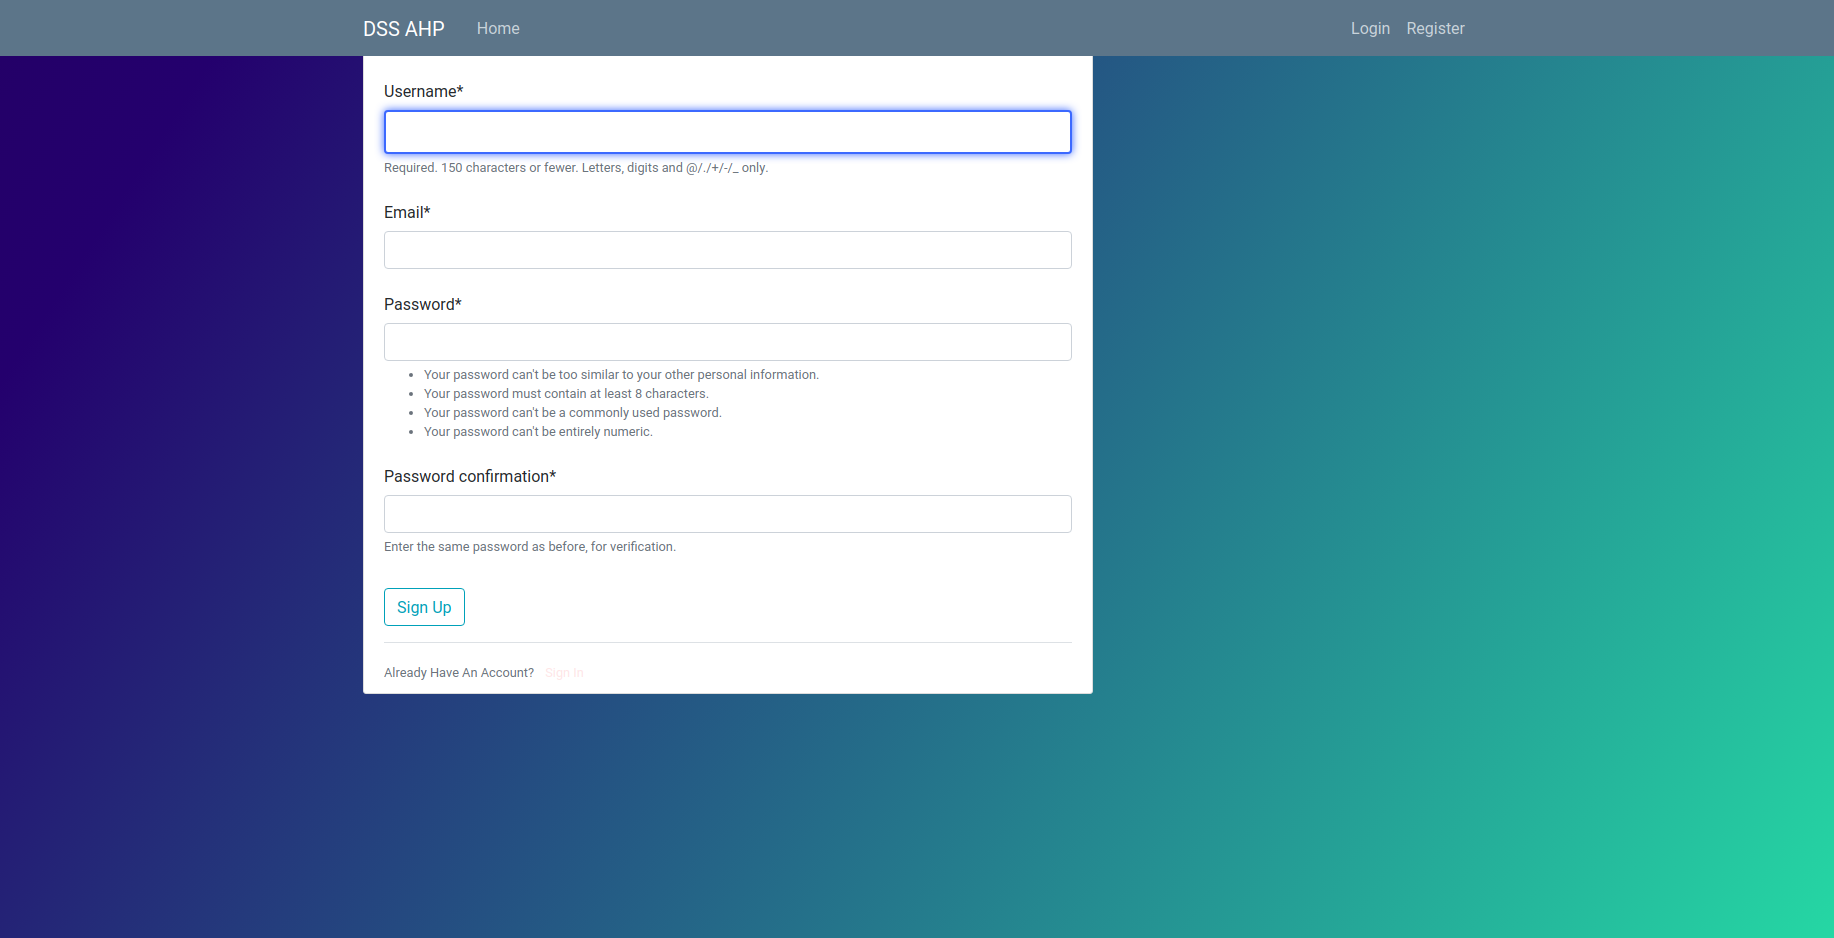 DSS AHP Home Login Register
Username*
Required. 150 characters or fewer. Letters, digits and @/./+/-/_ only.
Email*
Password*
Your password can't be too similar to your other personal information.
Your password must contain at least 8 characters.
Your password can't be a commonly used password.
Your password can't be entirely numeric.
Password confirmation*
Enter the same password as before, for verification.
Sign Up
Already Have An Account? Sign In